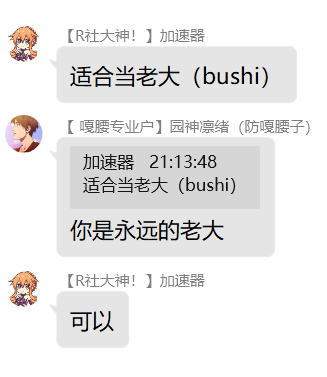 【R社大神！】加速器
适合当老大（bushi）
【 嘎腰专业户】园神凛绪（防嘎腰子）
加速器 21:13:48
适合当老大（bushi）
你是永远的老大
【R社大神！】加速器
可以